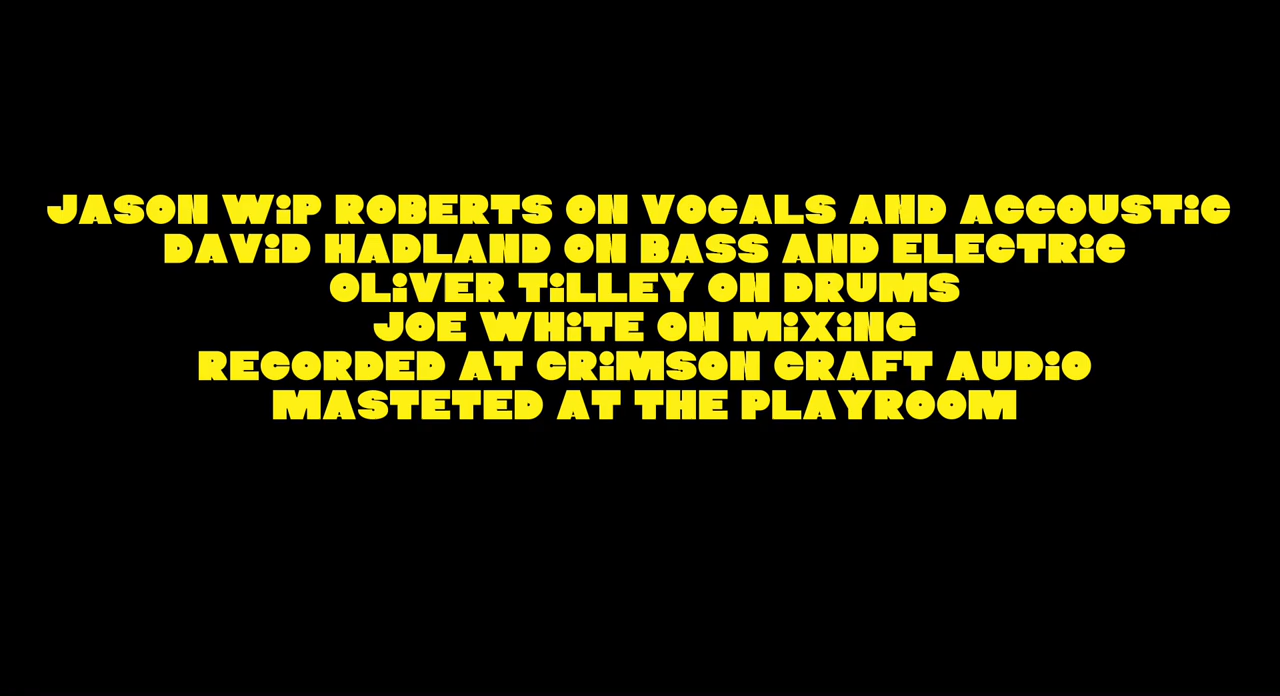 JASON WiP ROBERTS ON VOCALS AND ACCOUSTiC
DAViD HADLAND ON BASS AND ELECTRiC
OLiVER TiLLEY ON DRUMS
JOE WHiTE ON MiXiNG
RECORDED AT CRiMSON CRAFT AUDiO
MASTETED AT THE PLAYROOM